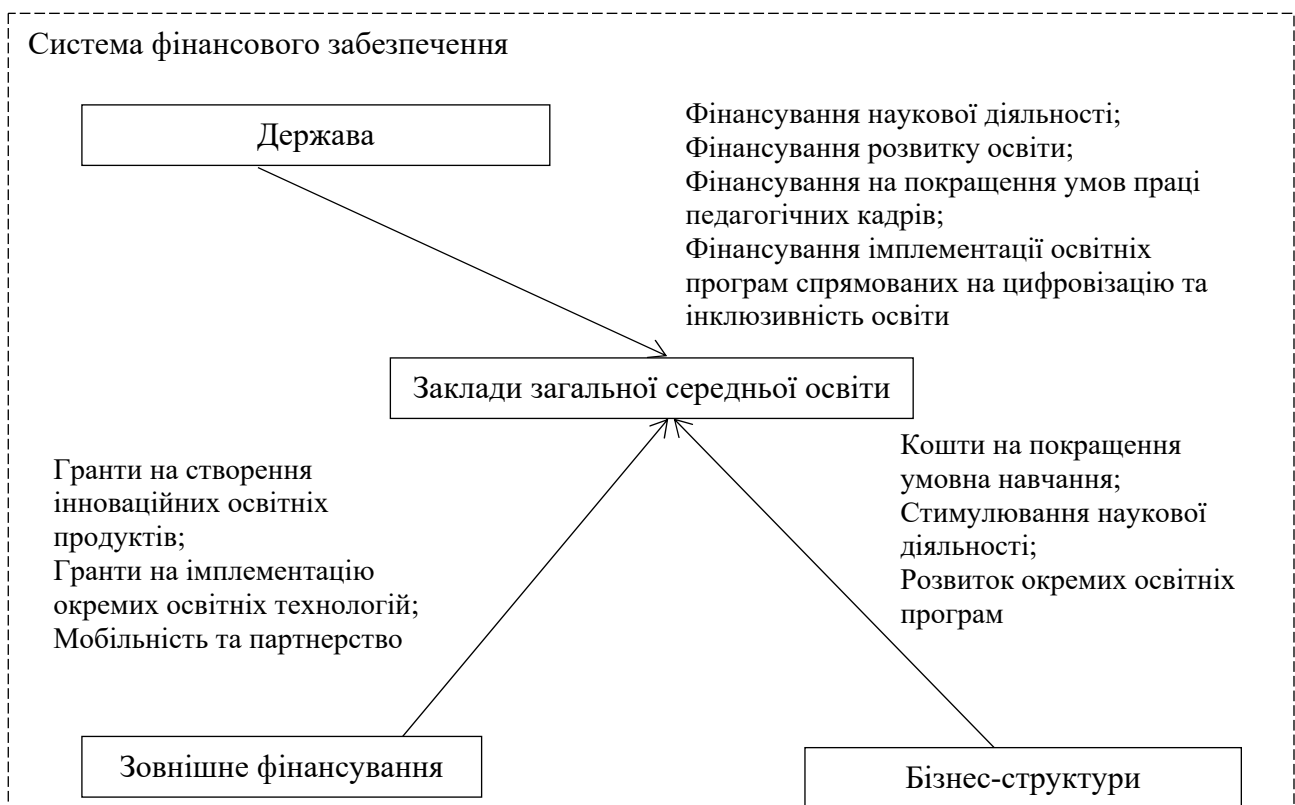 Система фінансового забезпечення
Держава
Фінансування наукової діяльності;
Фінансування розвитку освіти;
Фінансування на покращення умов праці
педагогічних кадрів;
Фінансування імплементації освітніх
програм спрямованих на цифровізацію та
інклюзивність освіти
Заклади загальної середньої освіти
Гранти на створення
інноваційних освітніх
продуктів;
Гранти на імплементацію
окремих освітніх технологій;
Мобільність та партнерство
Кошти на покращення
умовна навчання;
Стимулювання наукової
діяльності;
Розвиток окремих освітніх
програм
Зовнішне фінансування
Бізнес-структури